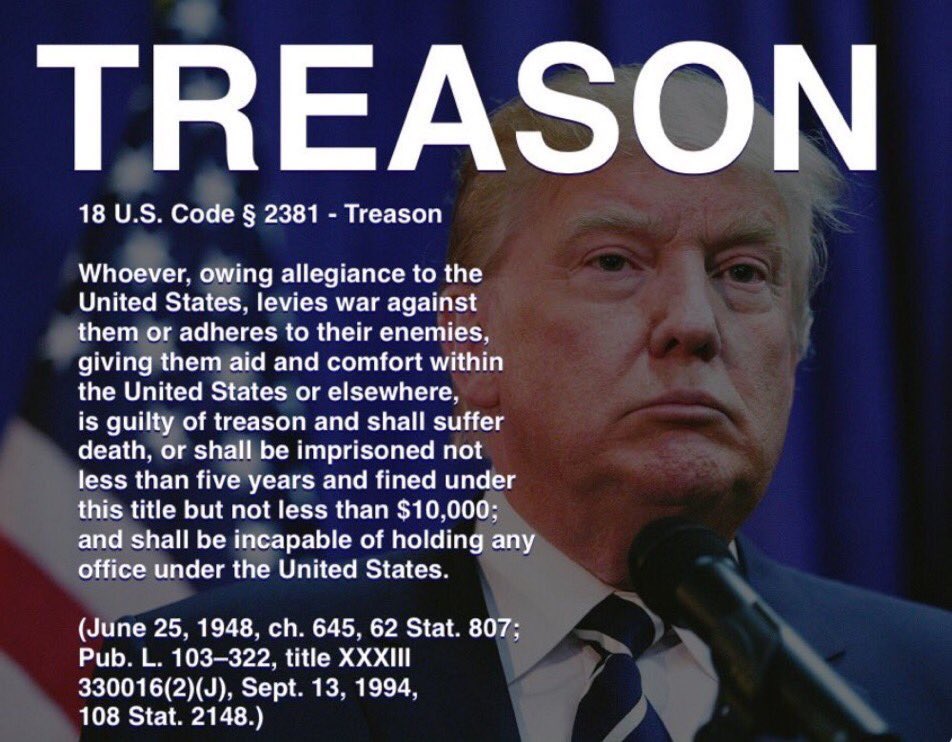 TREASON
18 U.S. Code § 2381 - Treason
Whoever, owing allegiance to the
United States, levies war against
them or adheres to their enemies,
giving them aid and comfort within
the United States or elsewhere,
is guilty of treason and shall suffer
death, or shall be imprisoned not
less than five years and fined under
this title but not less than $10,000;
and shall be incapable of holding any
office under the United States.
(June 25, 1948, ch. 645, 62 Stat. 807;
Pub. L. 103–322, title XXXIII
330016(2)(J), Sept. 13, 1994,
108 Stat. 2148.)